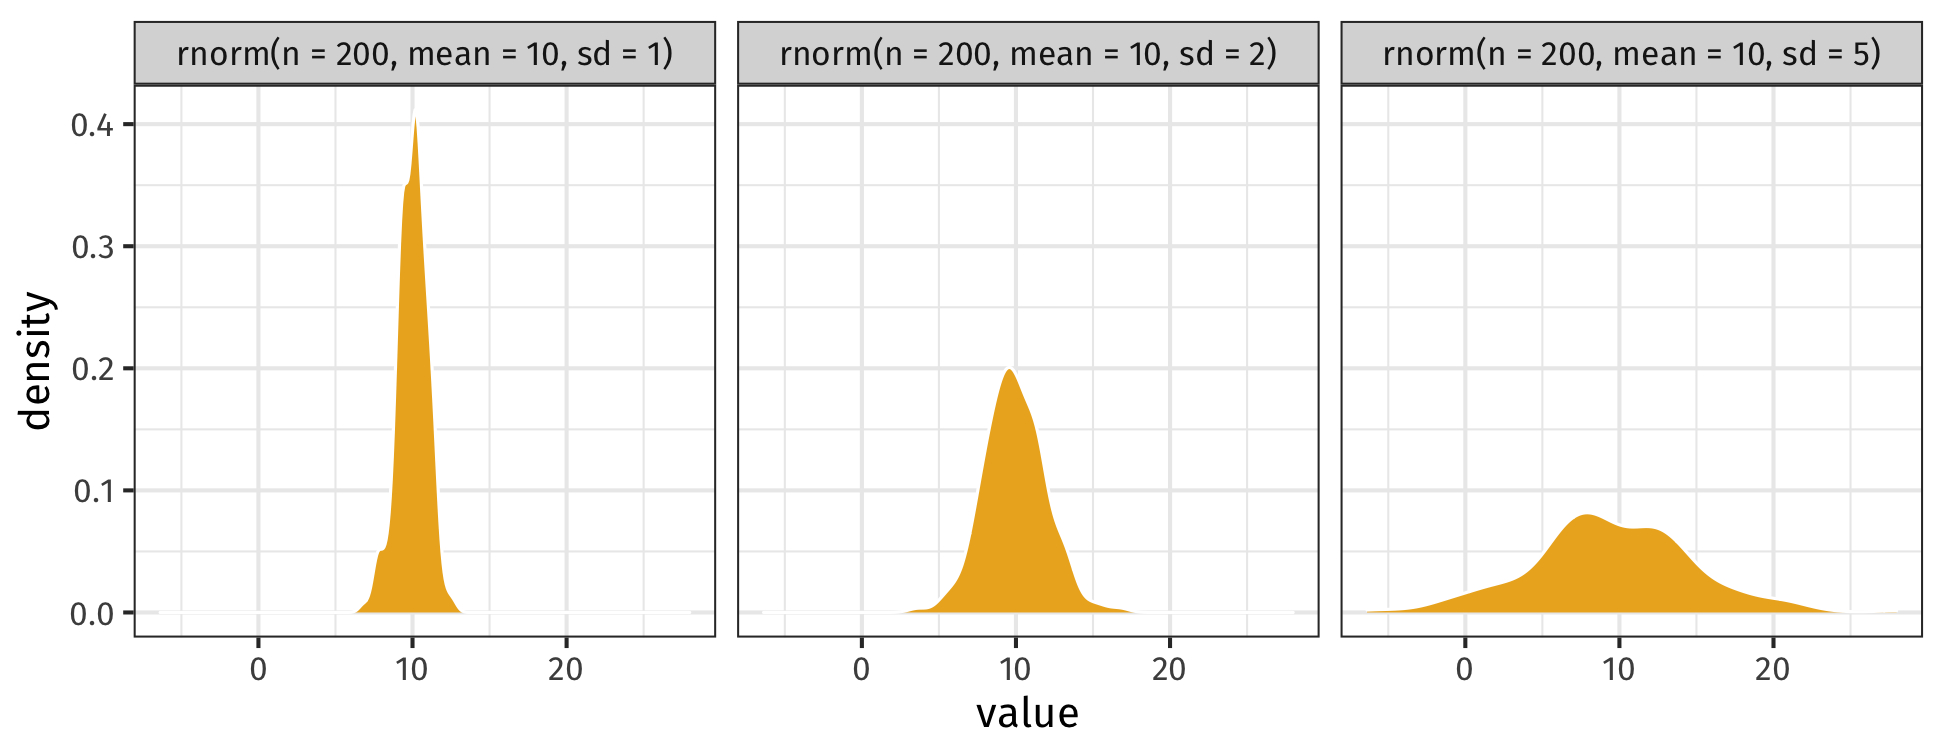 rnorm(n = 200, mean = 10, sd = 1)
rnorm(n = 200, mean = 10, sd = 2)
rnorm(n = 200, mean = 10, sd = 5)
density
0.4
0.3
0.2
0.1
0.0
0 10 20
0 10 20
0 10 20
value